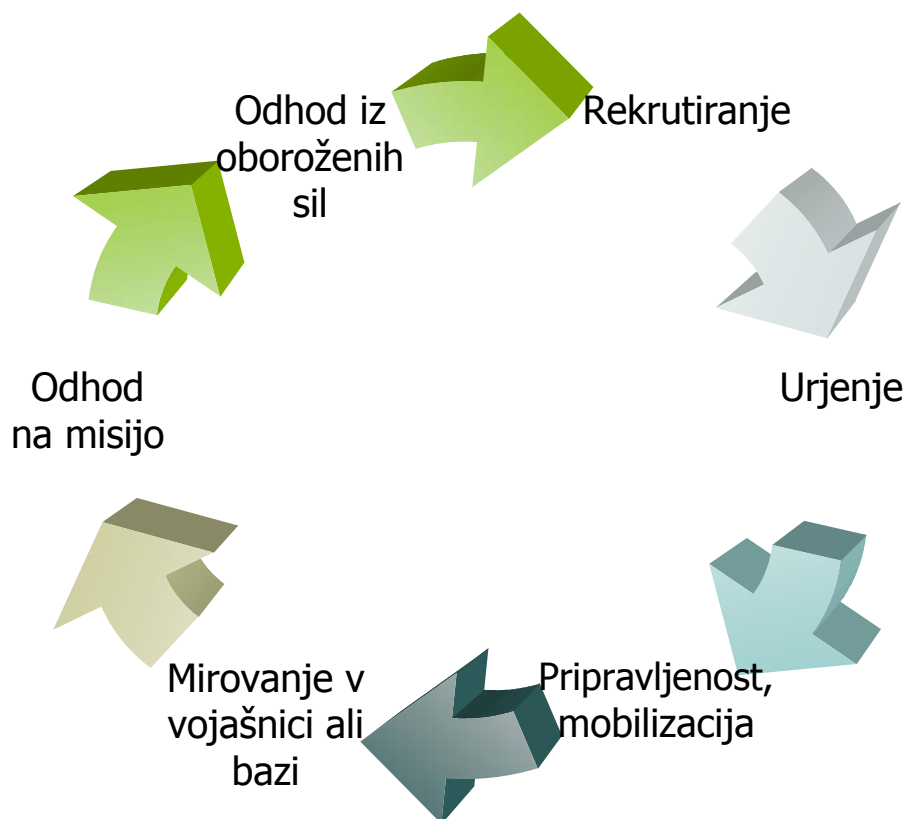 Odhod iz
oboroženih
sil
Rekrutiranje
Urjenje
Pripravljenost,
mobilizacija
Mirovanje v
vojašnici ali
bazi
Odhod
na misijo